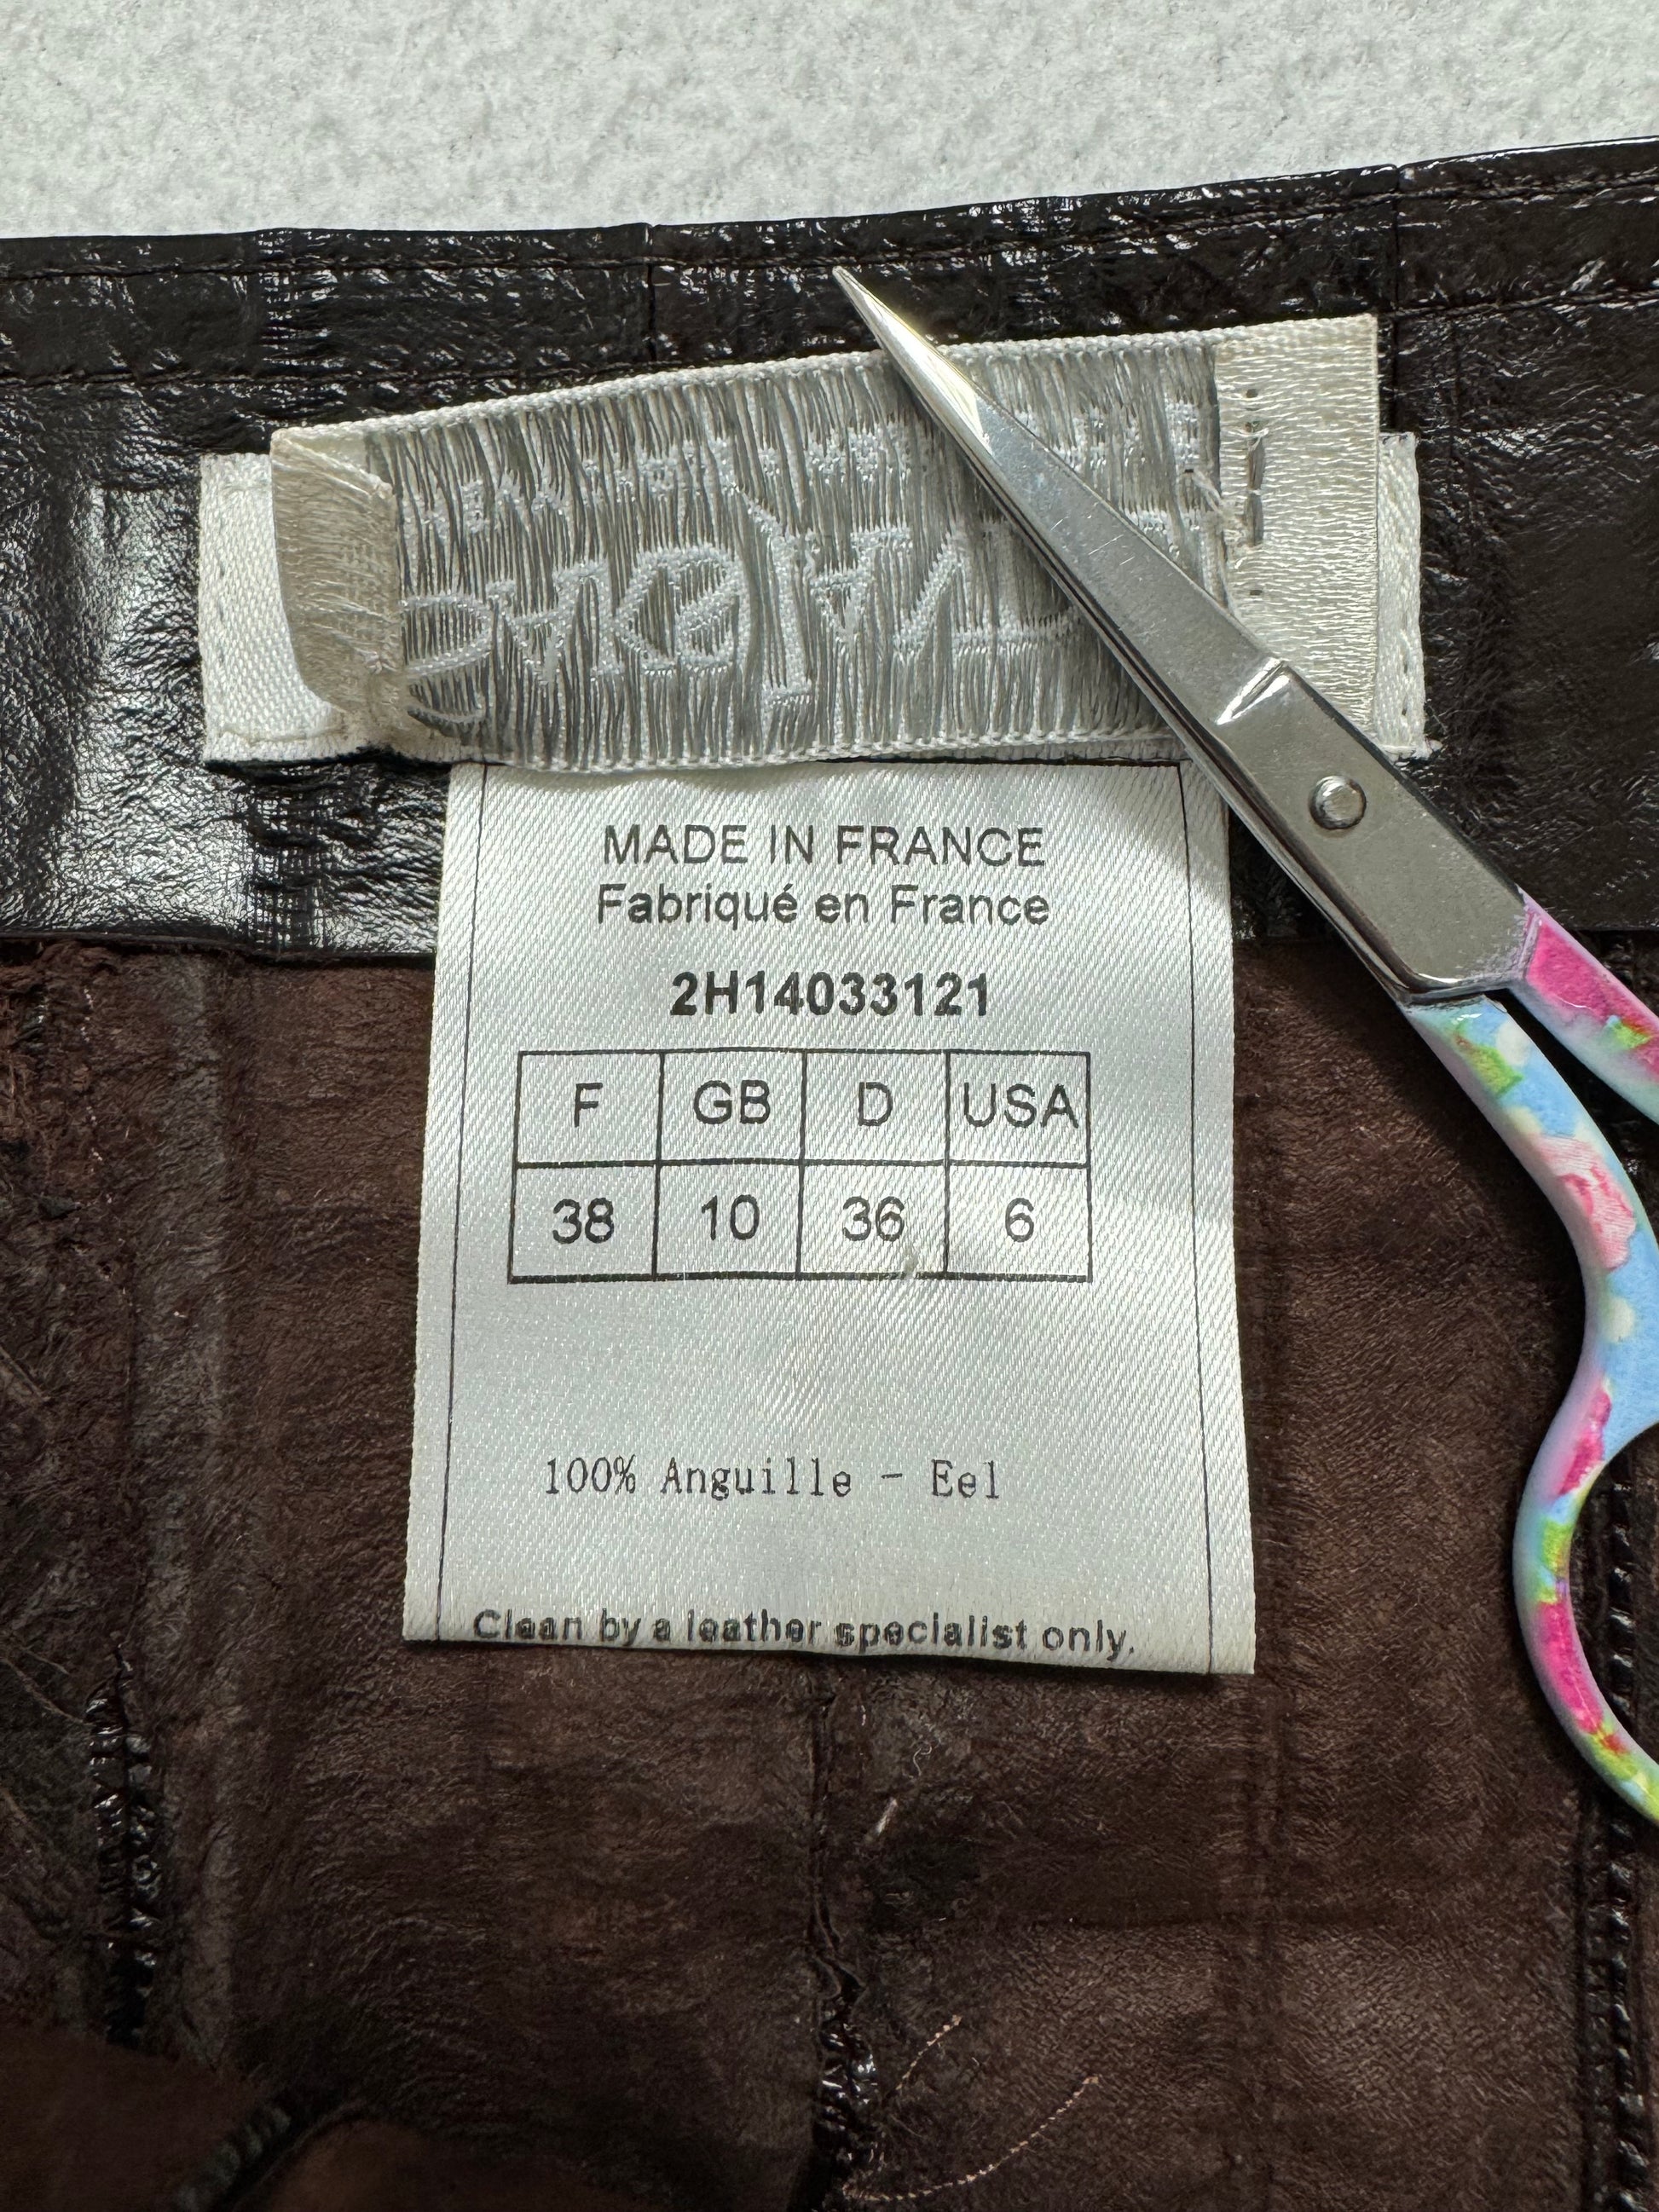 MADE IN FRANCE
Fabriqué en France
2H14033121
F GB D USA
38 10 36 6
100% Anguille - Eel
Clean by a leather specialist only.